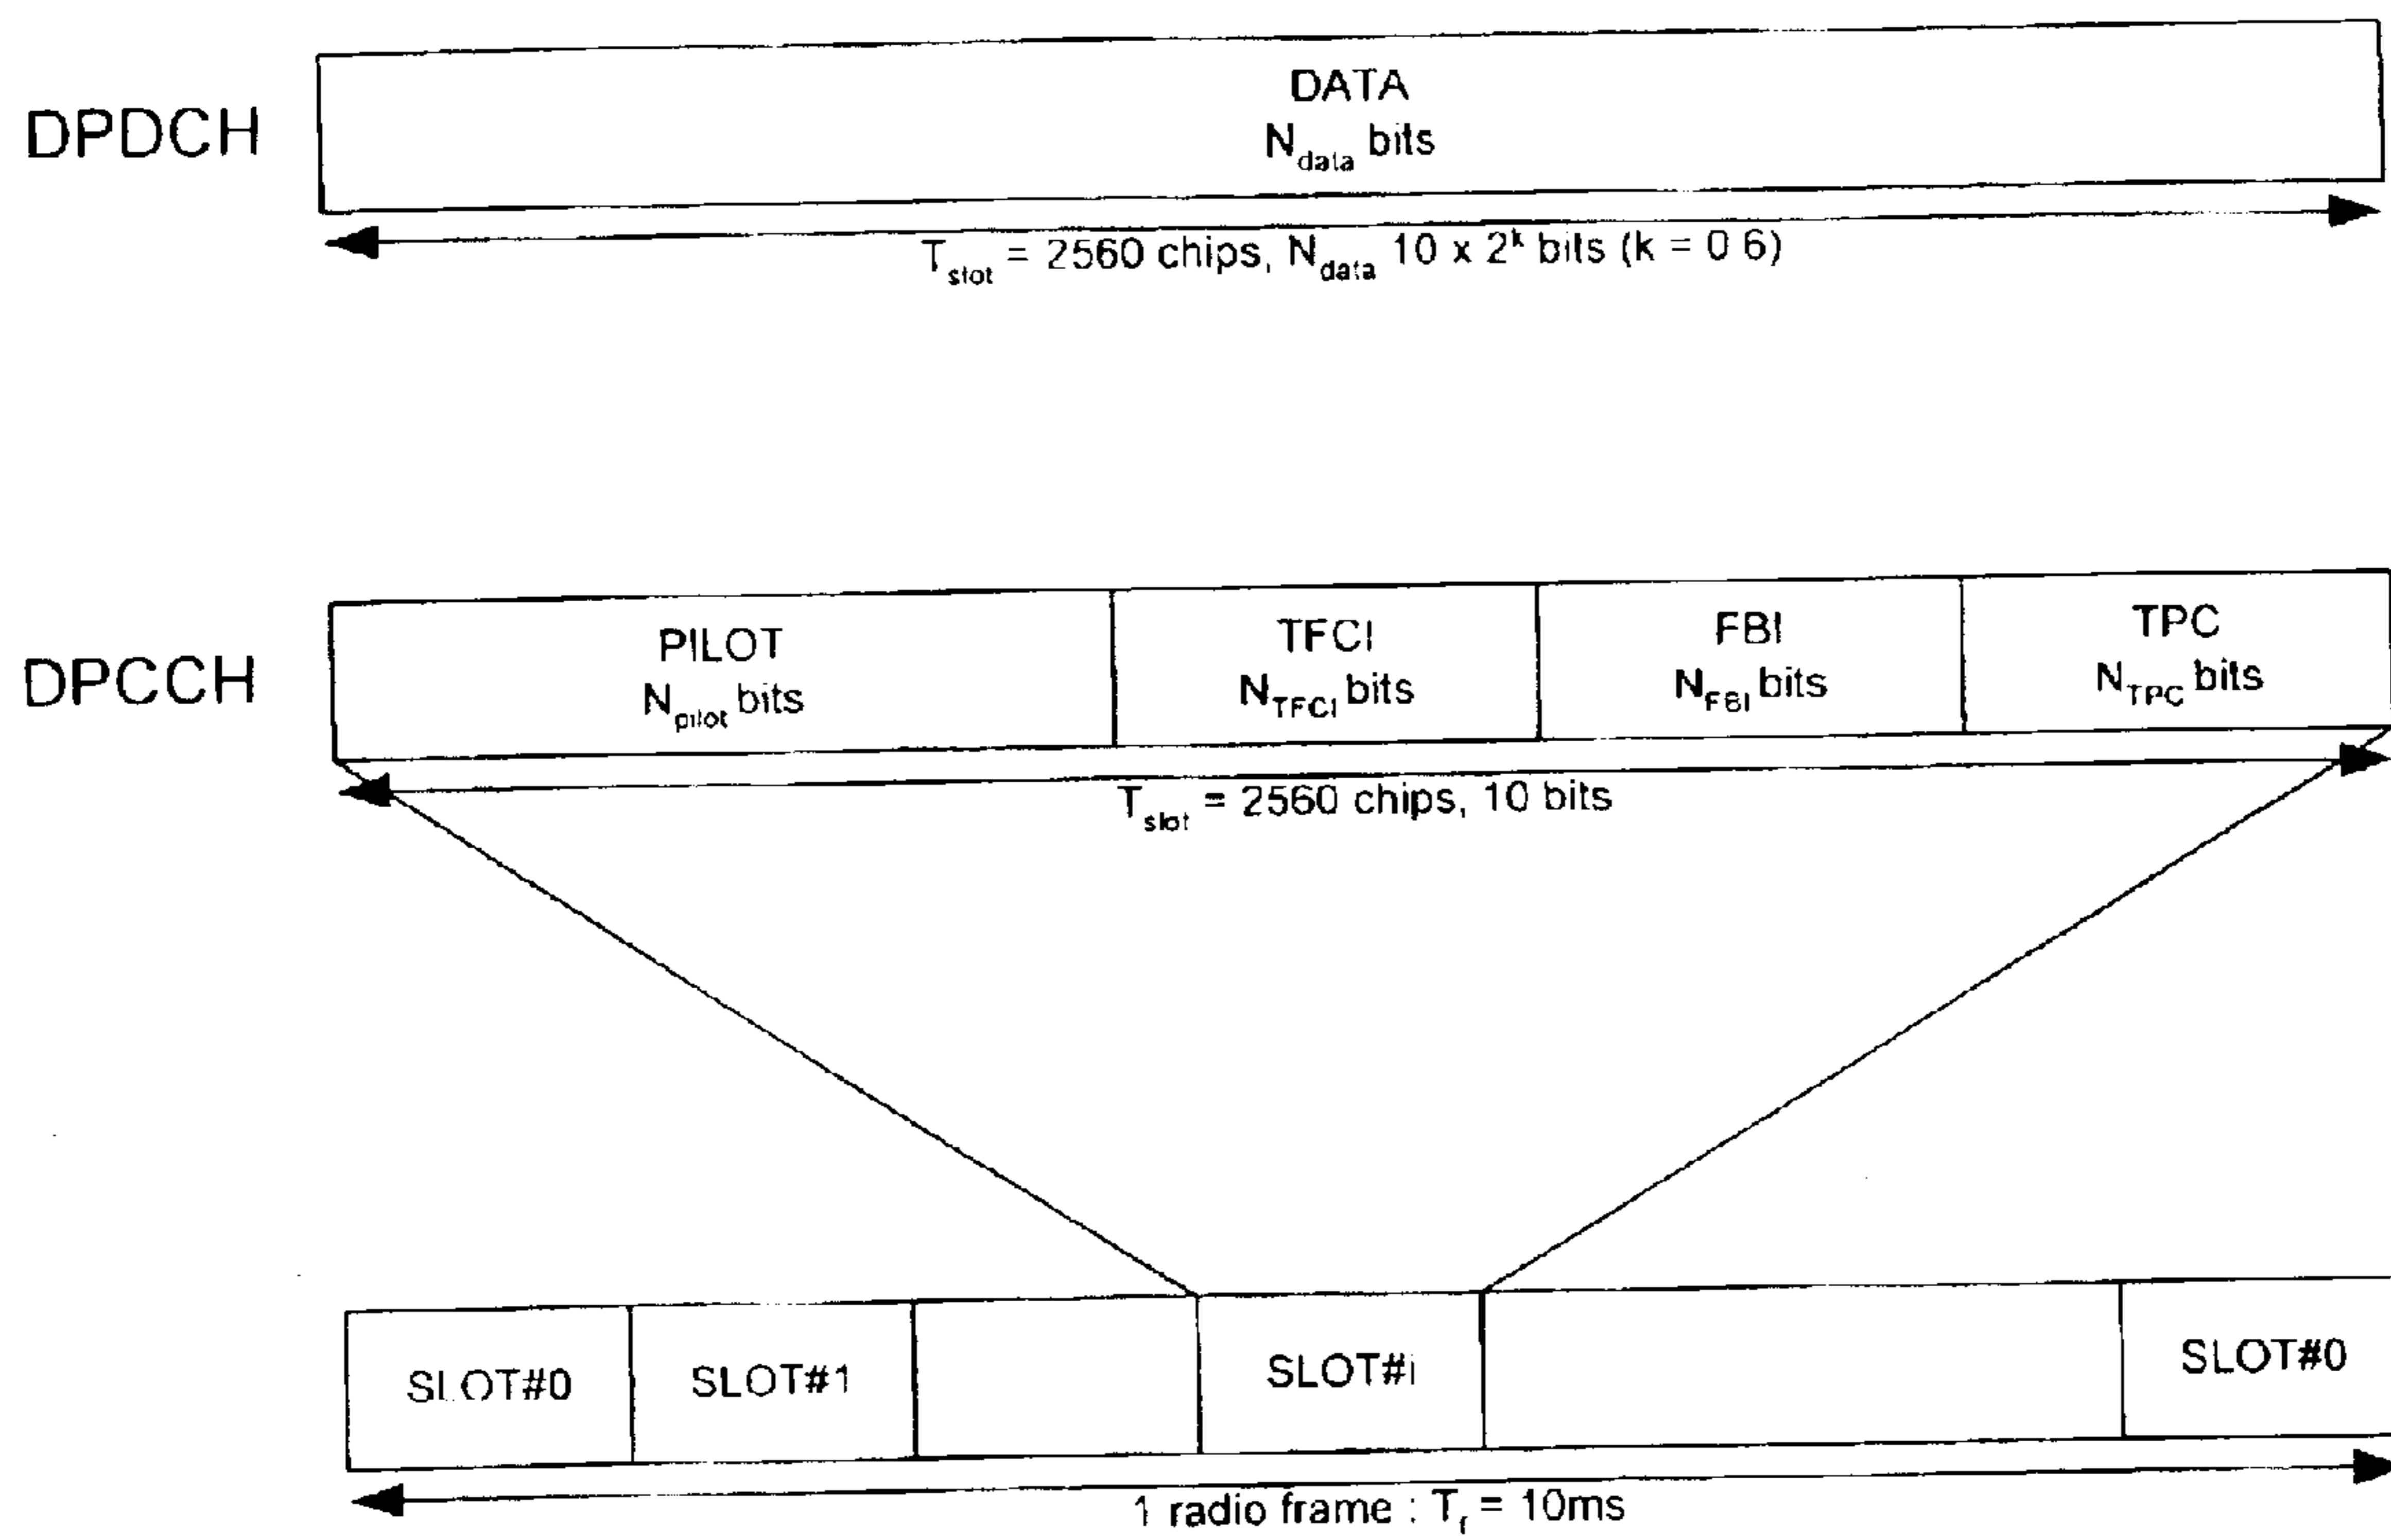 DPDCH
DATA
N_data bits
T_slot = 2560 chips, N_data 10 x 2^k bits (k = 0 6)
DPCCH
PILOT
N_pilot bits
TFCI
N_TFCI bits
FBI
N_FBI bits
TPC
N_TPC bits
T_slot = 2560 chips, 10 bits
SLOT#0
SLOT#1
SLOT#i
SLOT#0
1 radio frame : T_f = 10ms